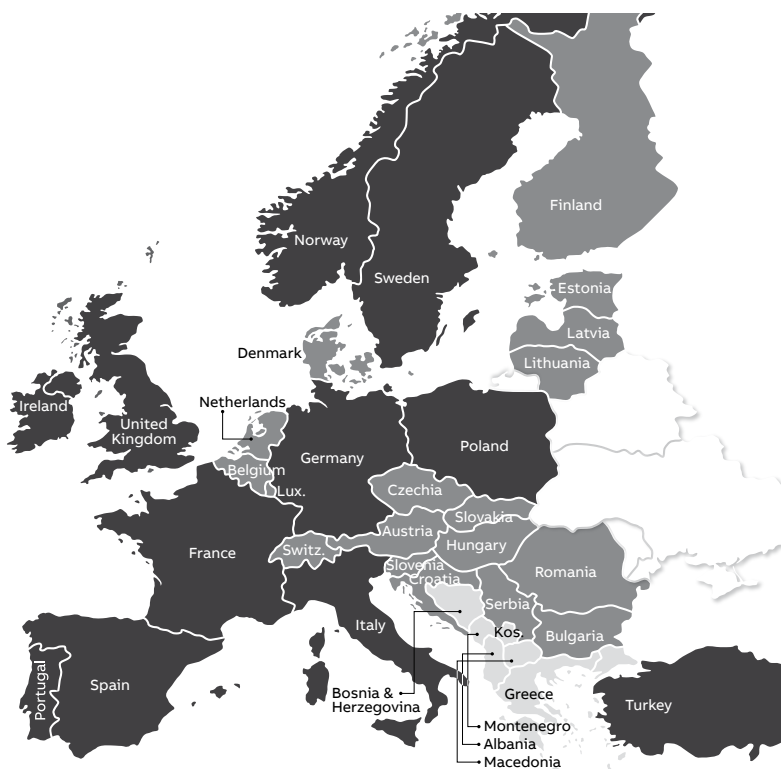 Finland
Norway
Sweden
Estonia
Latvia
Denmark
Lithuania
Netherlands
Ireland
United
Kingdom
Poland
Germany
Belgium
Lux.
Czechia
Slovakia
Austria
Hungary
France
Switz.
Slovenia
Croatia
Romania
Serbia
Italy
Kos.
Bulgaria
Portugal
Spain
Bosnia &
Herzegovina
Greece
Turkey
Montenegro
Albania
Macedonia